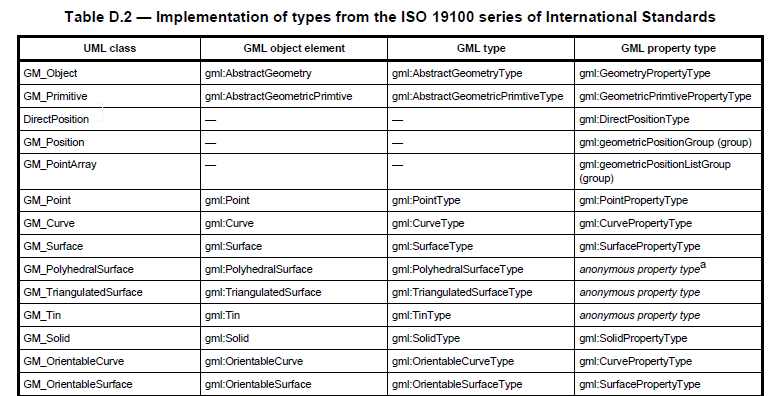 Table D.2 — Implementation of types from the ISO 19100 series of International Standards
UML class GML object element GML type GML property type
GM_Object gml:AbstractGeometry gml:AbstractGeometryType gml:GeometryPropertyType
GM_Primitive gml:AbstractGeometricPrimtive gml:AbstractGeometricPrimtiveType gml:GeometricPrimtivePropertyType
DirectPosition — — gml:DirectPositionType
GM_Position — — gml:geometricPositionGroup (group)
GM_PointArray — — gml:geometricPositionListGroup
(group)
GM_Point gml:Point gml:PointType gml:PointPropertyType
GM_Curve gml:Curve gml:CurveType gml:CurvePropertyType
GM_Surface gml:Surface gml:SurfaceType gml:SurfacePropertyType
GM_PolyhedralSurface gml:PolyhedralSurface gml:PolyhedralSurfaceType anonymous property typea
GM_TriangulatedSurface gml:TriangulatedSurface gml:TriangulatedSurfaceType anonymous property type
GM_Tin gml:Tin gml:TinType anonymous property type
GM_Solid gml:Solid gml:SolidType gml:SolidPropertyType
GM_OrientableCurve gml:OrientableCurve gml:OrientableCurveType gml:CurvePropertyType
GM_OrientableSurface gml:OrientableSurface gml:OrientableSurfaceType gml:SurfacePropertyType